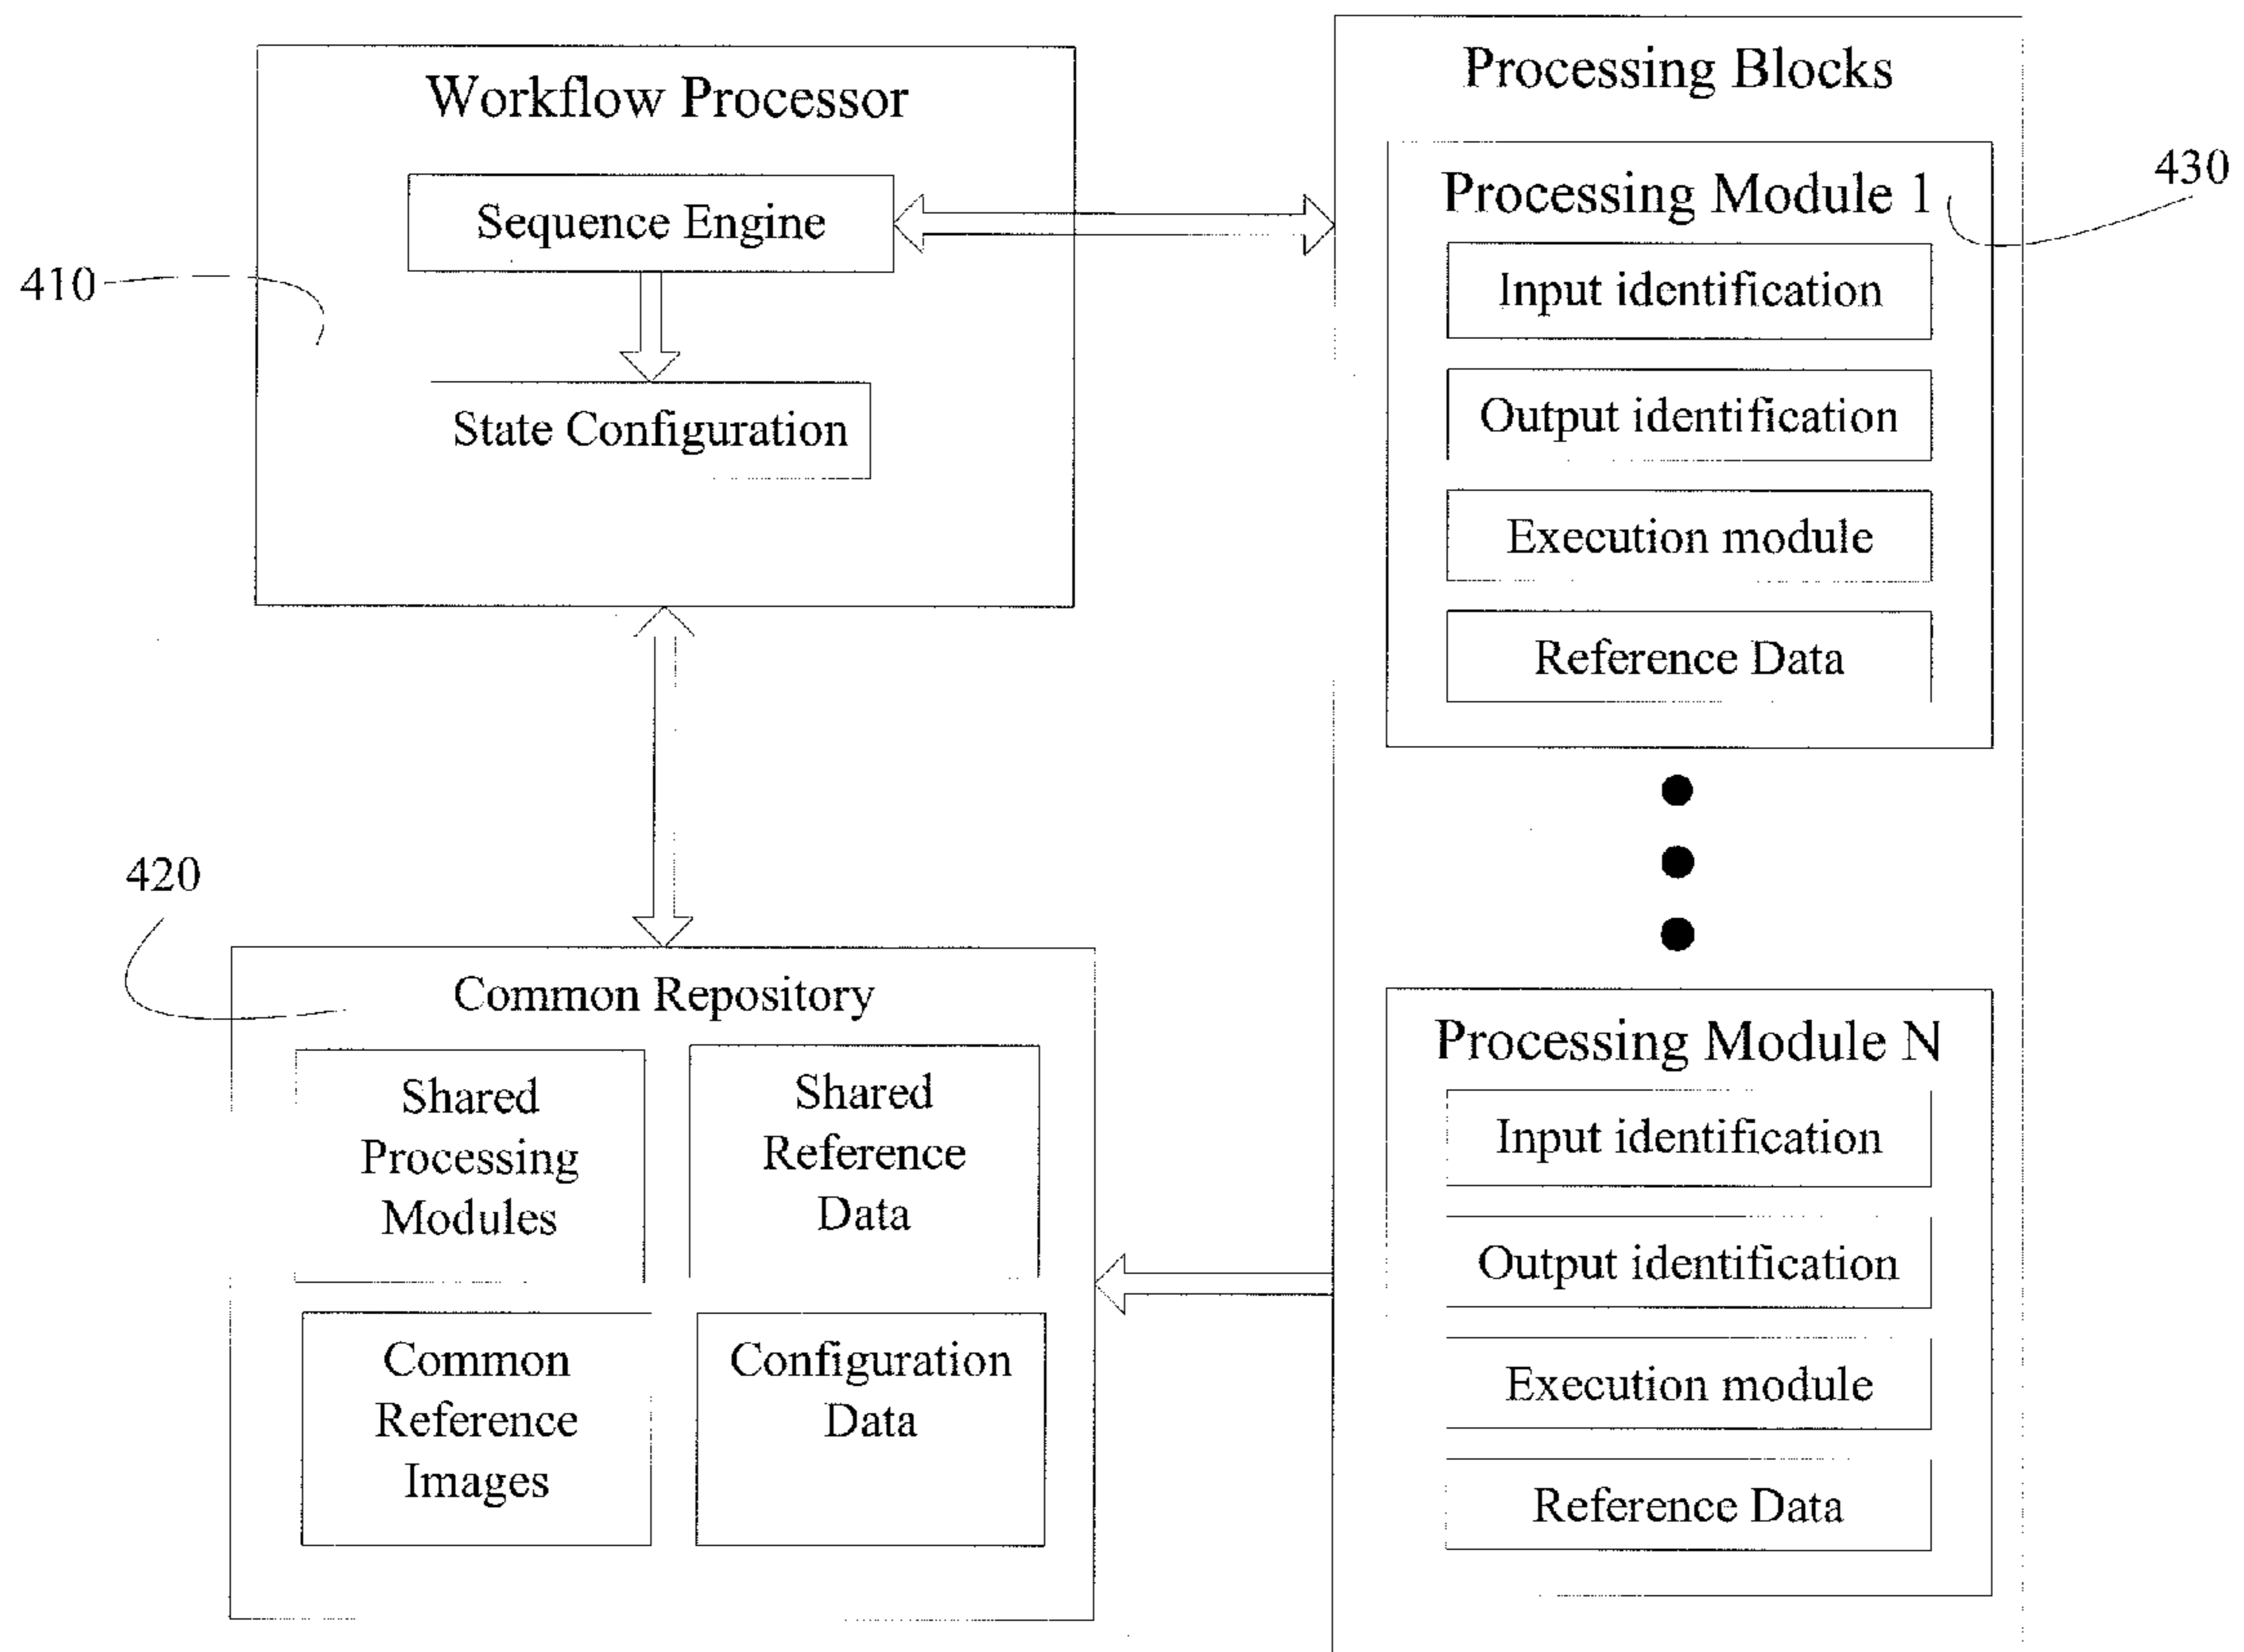 Workflow Processor
Sequence Engine
State Configuration
410
Processing Blocks
Processing Module 1
430
Input identification
Output identification
Execution module
Reference Data
Processing Module N
Input identification
Output identification
Execution module
Reference Data
420
Common Repository
Shared
Processing
Modules
Shared
Reference
Data
Common
Reference
Images
Configuration
Data